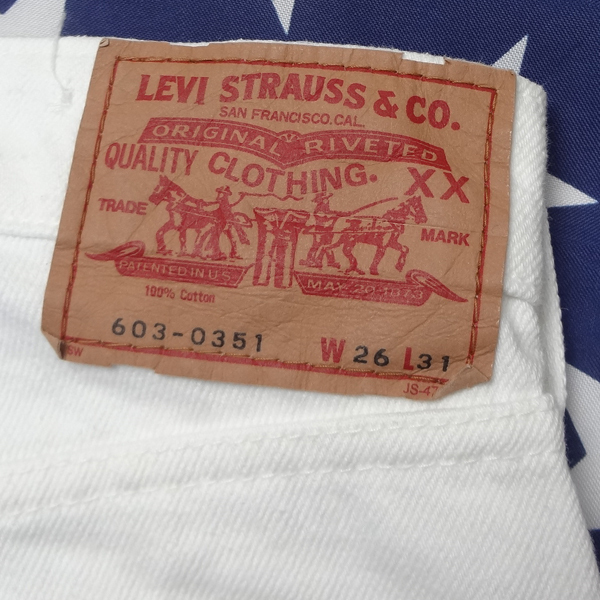 LEVI STRAUSS & CO.
SAN FRANCISCO, CAL.
ORIGINAL RIVETED
QUALITY CLOTHING.
XX
TRADE MARK
PATENTED IN U.S. MAY 20 1873
100% Cotton
603-0351 W 26 L 31
JS-47